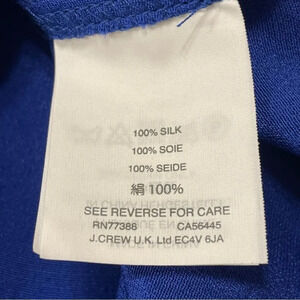 100% SILK
100% SOIE
100% SEIDE
絹 100%
SEE REVERSE FOR CARE
RN77388 CA56445
J.CREW U.K. Ltd EC4V 6JA